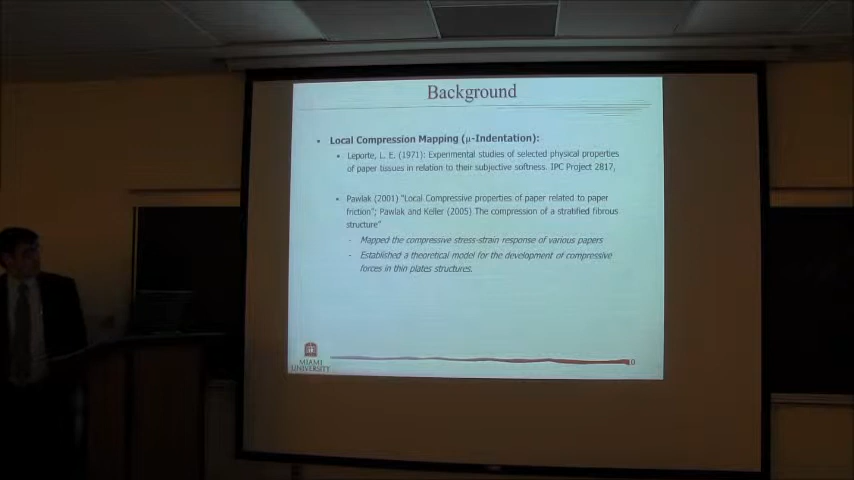 Background
• Local Compression Mapping (μ-Indentation):
• Leporte, L. E. (1971): Experimental studies of selected physical properties
of paper tissues in relation to their subjective softness. IPC Project 2817,
• Pawlak (2001) "Local Compressive properties of paper related to paper
friction"; Pawlak and Keller (2005) The compression of a stratified fibrous
structure"
- Mapped the compressive stress-strain response of various papers
- Established a theoretical model for the development of compressive
forces in thin plates structures.
MIAMI
UNIVERSITY